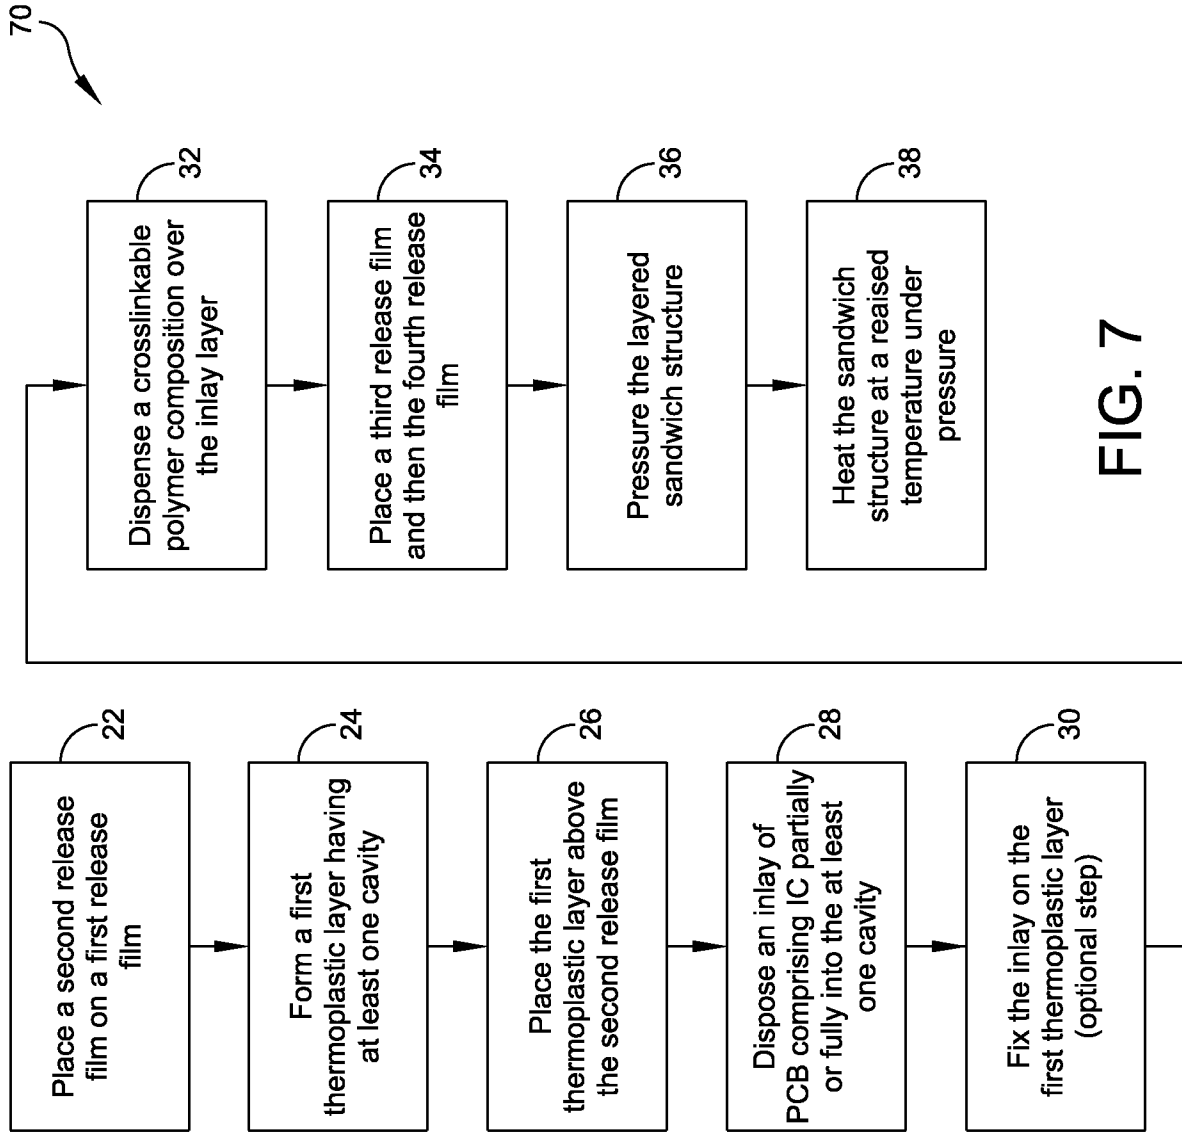 70
22
Place a second release
film on a first release
film
24
Form a first
thermoplastic layer having
at least one cavity
26
Place the first
thermoplastic layer above
the second release film
28
Dispose an inlay of
PCB comprising IC partially
or fully into the at least
one cavity
30
Fix the inlay on the
first thermoplastic layer
(optional step)
32
Dispense a crosslinkable
polymer composition over
the inlay layer
34
Place a third release film
and then the fourth release
film
36
Pressure the layered
sandwich structure
38
Heat the sandwich
structure at a reaised
temperature under
pressure
FIG. 7